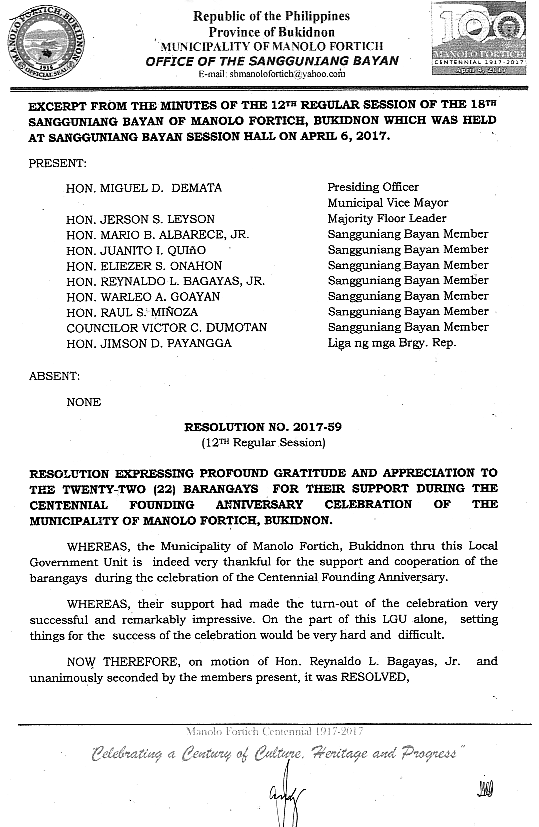 Republic of the Philippines
Province of Bukidnon
MUNICIPALITY OF MANOLO FORTICH
OFFICE OF THE SANGGUNIANG BAYAN
E-mail: sbmanolofortich@yahoo.com
MANOLO FORTICH, BUKIDNON
1914
OFFICIAL SEAL
100
MANOLO FORTICH
CENTENNIAL 1917-2017
EXCERPT FROM THE MINUTES OF THE 12TH REGULAR SESSION OF THE 18TH
SANGGUNIANG BAYAN OF MANOLO FORTICH, BUKIDNON WHICH WAS HELD
AT SANGGUNIANG BAYAN SESSION HALL ON APRIL 6, 2017.
PRESENT:
HON. MIGUEL D. DEMATA Presiding Officer
Municipal Vice Mayor
HON. JERSON S. LEYSON Majority Floor Leader
HON. MARIO B. ALBARECE, JR. Sangguniang Bayan Member
HON. JUANITO I. QUIñO Sangguniang Bayan Member
HON. ELIEZER S. ONAHON Sangguniang Bayan Member
HON. REYNALDO L. BAGAYAS, JR. Sangguniang Bayan Member
HON. WARLEO A. GOAYAN Sangguniang Bayan Member
HON. RAUL S. MIÑOZA Sangguniang Bayan Member
COUNCILOR VICTOR C. DUMOTAN Sangguniang Bayan Member
HON. JIMSON D. PAYANGGA Liga ng mga Brgy. Rep.
ABSENT:
NONE
RESOLUTION NO. 2017-59
(12TH Regular Session)
RESOLUTION EXPRESSING PROFOUND GRATITUDE AND APPRECIATION TO
THE TWENTY-TWO (22) BARANGAYS FOR THEIR SUPPORT DURING THE
CENTENNIAL FOUNDING ANNIVERSARY CELEBRATION OF THE
MUNICIPALITY OF MANOLO FORTICH, BUKIDNON.
WHEREAS, the Municipality of Manolo Fortich, Bukidnon thru this Local
Government Unit is indeed very thankful for the support and cooperation of the
barangays during the celebration of the Centennial Founding Anniversary.
WHEREAS, their support had made the turn-out of the celebration very
successful and remarkably impressive. On the part of this LGU alone, setting
things for the success of the celebration would be very hard and difficult.
NOW THEREFORE, on motion of Hon. Reynaldo L. Bagayas, Jr. and
unanimously seconded by the members present, it was RESOLVED,
Manolo Fortich Centennial 1917-2017
"Celebrating a Century of Culture, Heritage and Progress"